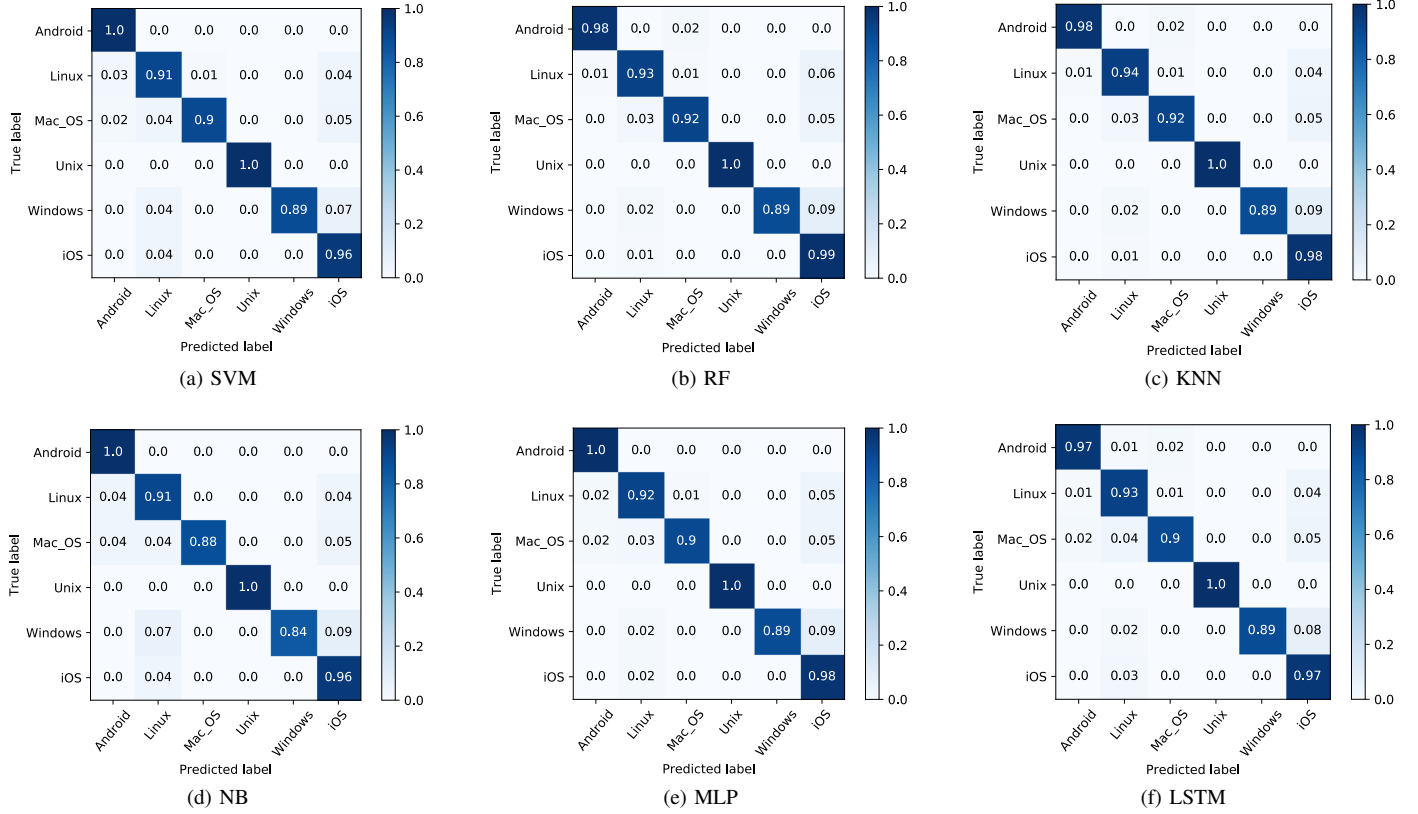 True label
Android 1.0 0.0 0.0 0.0 0.0 0.0
Linux 0.03 0.91 0.01 0.0 0.0 0.04
Mac_OS 0.02 0.04 0.9 0.0 0.0 0.05
Unix 0.0 0.0 0.0 1.0 0.0 0.0
Windows 0.0 0.04 0.0 0.0 0.89 0.07
iOS 0.0 0.04 0.0 0.0 0.0 0.96
Android Linux Mac_OS Unix Windows iOS
Predicted label
1.0
0.8
0.6
0.4
0.2
0.0
(a) SVM
True label
Android 0.98 0.0 0.02 0.0 0.0 0.0
Linux 0.01 0.93 0.01 0.0 0.0 0.06
Mac_OS 0.0 0.03 0.92 0.0 0.0 0.05
Unix 0.0 0.0 0.0 1.0 0.0 0.0
Windows 0.0 0.02 0.0 0.0 0.89 0.09
iOS 0.0 0.01 0.0 0.0 0.0 0.99
Android Linux Mac_OS Unix Windows iOS
Predicted label
1.0
0.8
0.6
0.4
0.2
0.0
(b) RF
True label
Android 0.98 0.0 0.02 0.0 0.0 0.0
Linux 0.01 0.94 0.01 0.0 0.0 0.04
Mac_OS 0.0 0.03 0.92 0.0 0.0 0.05
Unix 0.0 0.0 0.0 1.0 0.0 0.0
Windows 0.0 0.02 0.0 0.0 0.89 0.09
iOS 0.0 0.01 0.0 0.0 0.0 0.98
Android Linux Mac_OS Unix Windows iOS
Predicted label
1.0
0.8
0.6
0.4
0.2
0.0
(c) KNN
True label
Android 1.0 0.0 0.0 0.0 0.0 0.0
Linux 0.04 0.91 0.0 0.0 0.0 0.04
Mac_OS 0.04 0.04 0.88 0.0 0.0 0.05
Unix 0.0 0.0 0.0 1.0 0.0 0.0
Windows 0.0 0.07 0.0 0.0 0.84 0.09
iOS 0.0 0.04 0.0 0.0 0.0 0.96
Android Linux Mac_OS Unix Windows iOS
Predicted label
1.0
0.8
0.6
0.4
0.2
0.0
(d) NB
True label
Android 1.0 0.0 0.0 0.0 0.0 0.0
Linux 0.02 0.92 0.01 0.0 0.0 0.05
Mac_OS 0.02 0.03 0.9 0.0 0.0 0.05
Unix 0.0 0.0 0.0 1.0 0.0 0.0
Windows 0.0 0.02 0.0 0.0 0.89 0.09
iOS 0.0 0.02 0.0 0.0 0.0 0.98
Android Linux Mac_OS Unix Windows iOS
Predicted label
1.0
0.8
0.6
0.4
0.2
0.0
(e) MLP
True label
Android 0.97 0.01 0.02 0.0 0.0 0.0
Linux 0.01 0.93 0.01 0.0 0.0 0.04
Mac_OS 0.02 0.04 0.9 0.0 0.0 0.05
Unix 0.0 0.0 0.0 1.0 0.0 0.0
Windows 0.0 0.02 0.0 0.0 0.89 0.08
iOS 0.0 0.03 0.0 0.0 0.0 0.97
Android Linux Mac_OS Unix Windows iOS
Predicted label
1.0
0.8
0.6
0.4
0.2
0.0
(f) LSTM